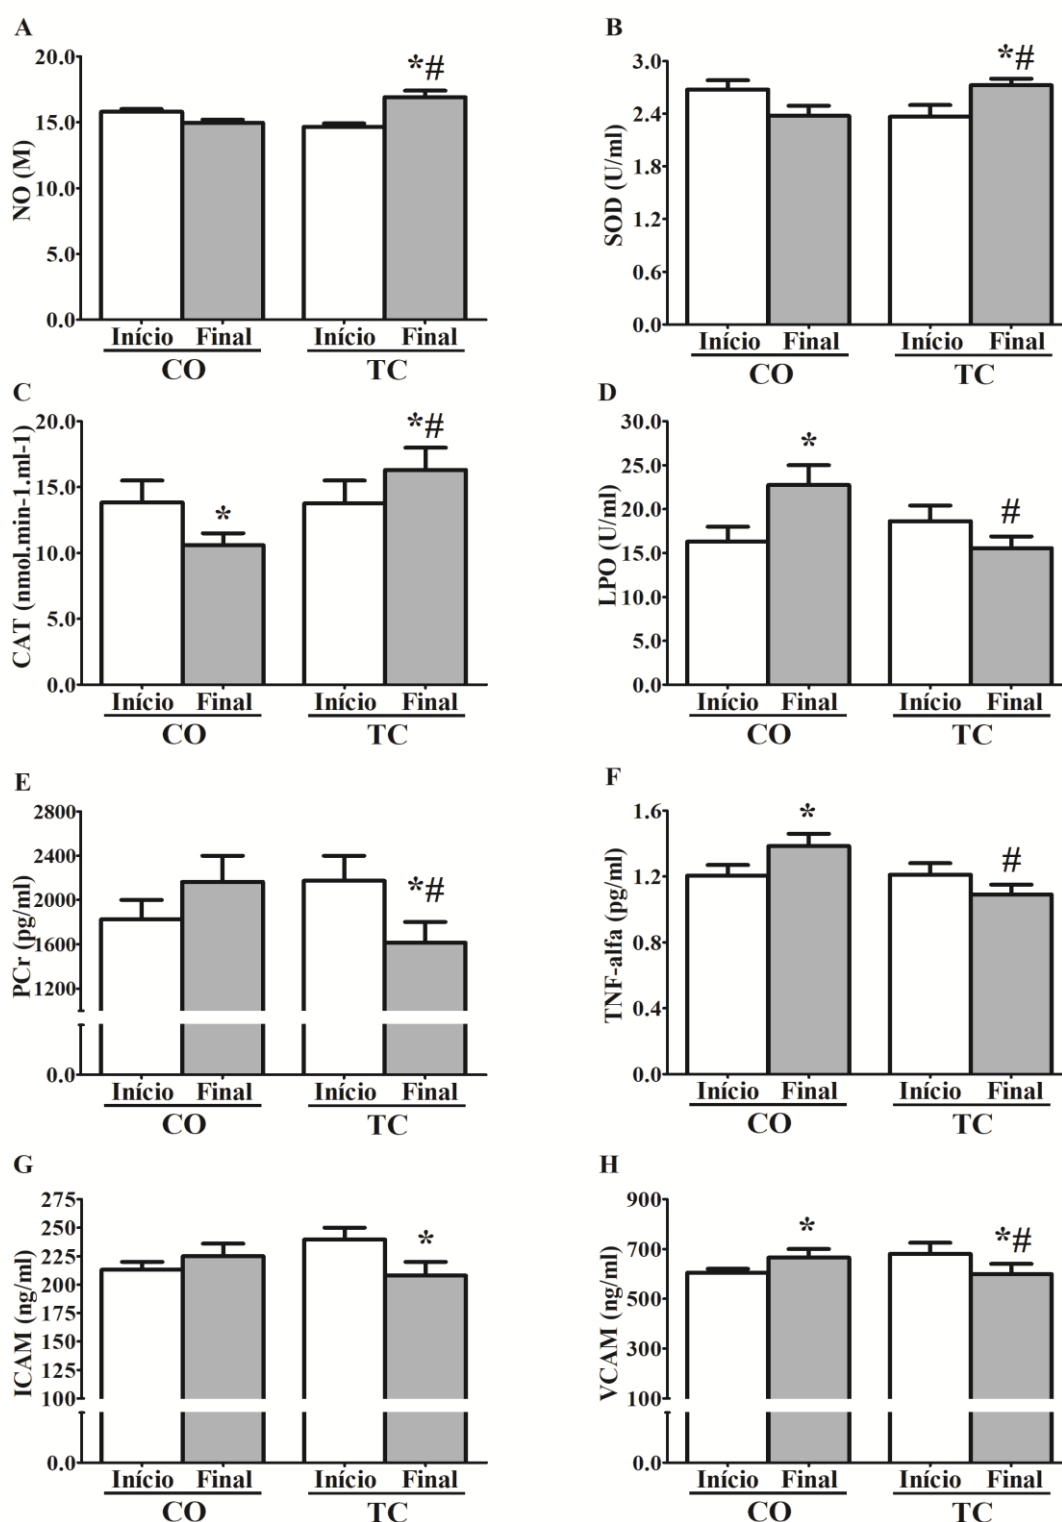 A
NO (M)
20.0
15.0
10.0
5.0
0.0
*#
Início Final Início Final
CO TC
B
SOD (U/ml)
3.0
2.4
1.8
1.2
0.6
0.0
*#
Início Final Início Final
CO TC
C
CAT (nmol.min-1.ml-1)
20.0
15.0
10.0
5.0
0.0
*
*#
Início Final Início Final
CO TC
D
LPO (U/ml)
30.0
25.0
20.0
15.0
10.0
5.0
0.0
*
#
Início Final Início Final
CO TC
E
PCr (pg/ml)
2800
2400
2000
1600
1200
0.0
*#
Início Final Início Final
CO TC
F
TNF-alfa (pg/ml)
1.6
1.2
0.8
0.4
0.0
*
#
Início Final Início Final
CO TC
G
ICAM (ng/ml)
275
250
225
200
175
150
125
100
0.0
*
Início Final Início Final
CO TC
H
VCAM (ng/ml)
900
700
500
300
100
0.0
*
*#
Início Final Início Final
CO TC